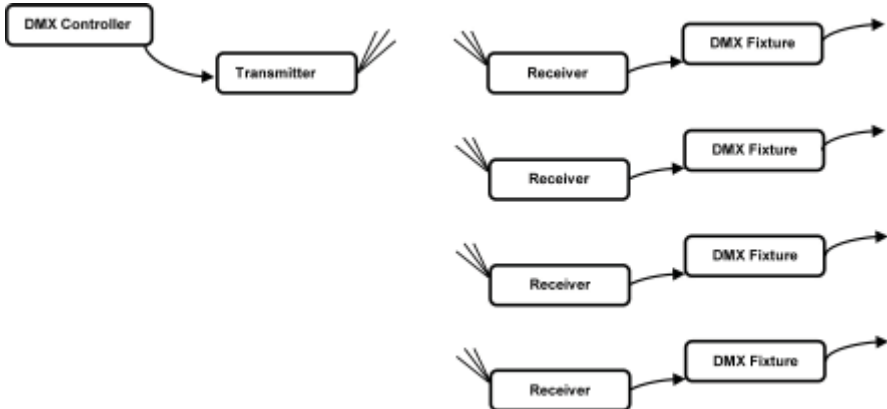 DMX Controller
Transmitter
DMX Fixture
Receiver
DMX Fixture
Receiver
DMX Fixture
Receiver
DMX Fixture
Receiver